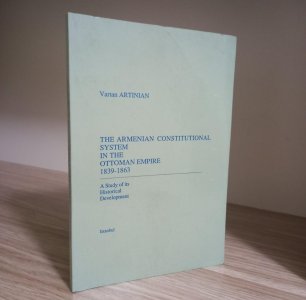 Vartan ARTINIAN
THE ARMENIAN CONSTITUTIONAL
SYSTEM
IN THE
OTTOMAN EMPIRE
1839-1863
A Study of its
Historical
Development
Istanbul